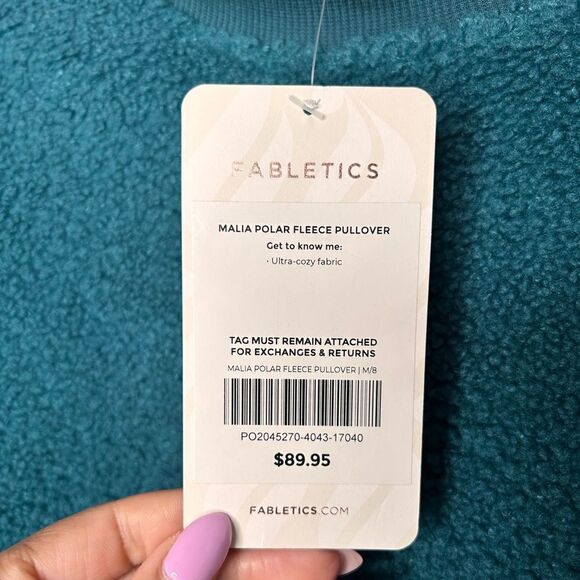 FABLETICS
MALIA POLAR FLEECE PULLOVER
Get to know me:
• Ultra-cozy fabric
TAG MUST REMAIN ATTACHED
FOR EXCHANGES & RETURNS
MALIA POLAR FLEECE PULLOVER | M/8
PO2045270-4043-17040
$89.95
FABLETICS.COM